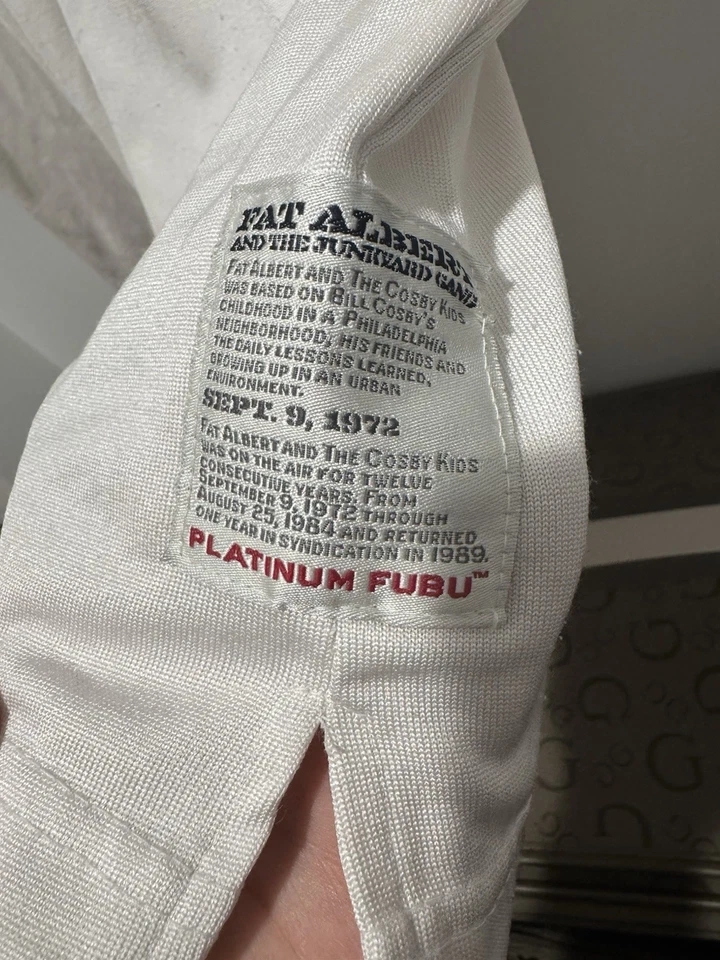 FAT ALBERT
AND THE JUNKYARD GANG
FAT ALBERT AND THE COSBY KIDS
WAS BASED ON BILL COSBY'S
CHILDHOOD IN A PHILADELPHIA
NEIGHBORHOOD, HIS FRIENDS AND
THE DAILY LESSONS LEARNED,
GROWING UP IN AN URBAN
ENVIRONMENT.
SEPT. 9, 1972
FAT ALBERT AND THE COSBY KIDS
WAS ON THE AIR FOR TWELVE
CONSECUTIVE YEARS. FROM
SEPTEMBER 9, 1972 THROUGH
AUGUST 25, 1984 AND RETURNED
ONE YEAR IN SYNDICATION IN 1989.
PLATINUM FUBU™